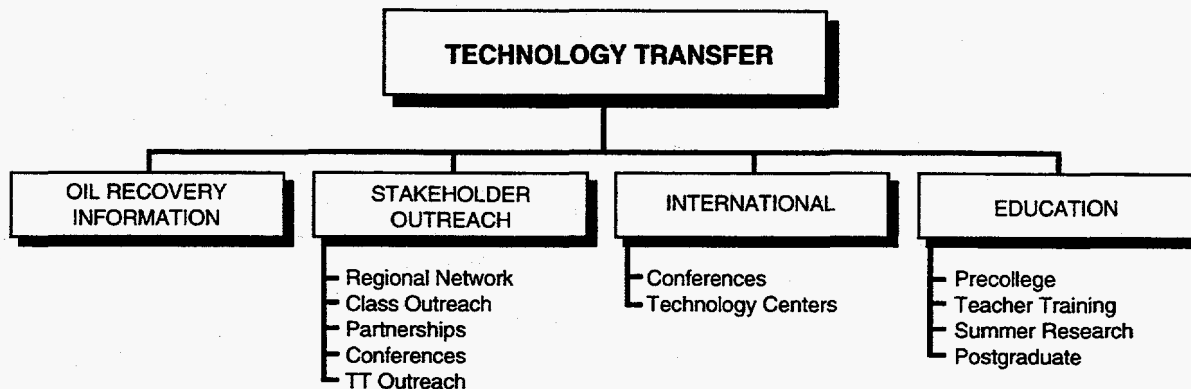 TECHNOLOGY TRANSFER
OIL RECOVERY
INFORMATION
STAKEHOLDER
OUTREACH
Regional Network
Class Outreach
Partnerships
Conferences
TT Outreach
INTERNATIONAL
Conferences
Technology Centers
EDUCATION
Precollege
Teacher Training
Summer Research
Postgraduate